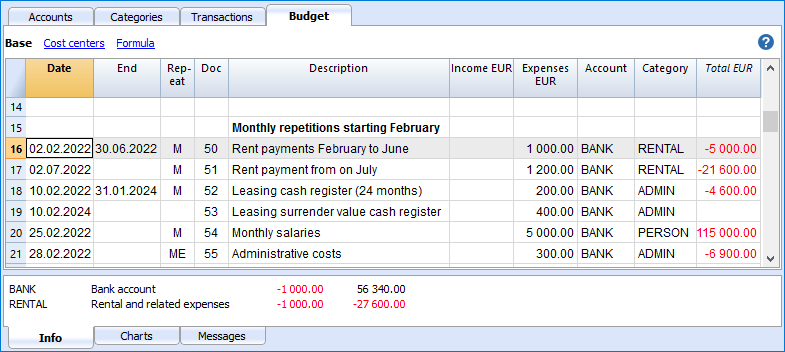 Accounts Categories Transactions Budget
Base Cost centers Formula ?
Date End Rep-eat Doc Description Income EUR Expenses EUR Account Category Total EUR
14
15 Monthly repetitions starting February
16 02.02.2022 30.06.2022 M 50 Rent payments February to June 1 000.00 BANK RENTAL -5 000.00
17 02.07.2022 M 51 Rent payment from on July 1 200.00 BANK RENTAL -21 600.00
18 10.02.2022 31.01.2024 M 52 Leasing cash register (24 months) 200.00 BANK ADMIN -4 600.00
19 10.02.2024 53 Leasing surrender value cash register 400.00 BANK ADMIN
20 25.02.2022 M 54 Monthly salaries 5 000.00 BANK PERSON 115 000.00
21 28.02.2022 ME 55 Administrative costs 300.00 BANK ADMIN -6 900.00
BANK Bank account -1 000.00 56 340.00
RENTAL Rental and related expenses -1 000.00 -27 600.00
Info Charts Messages